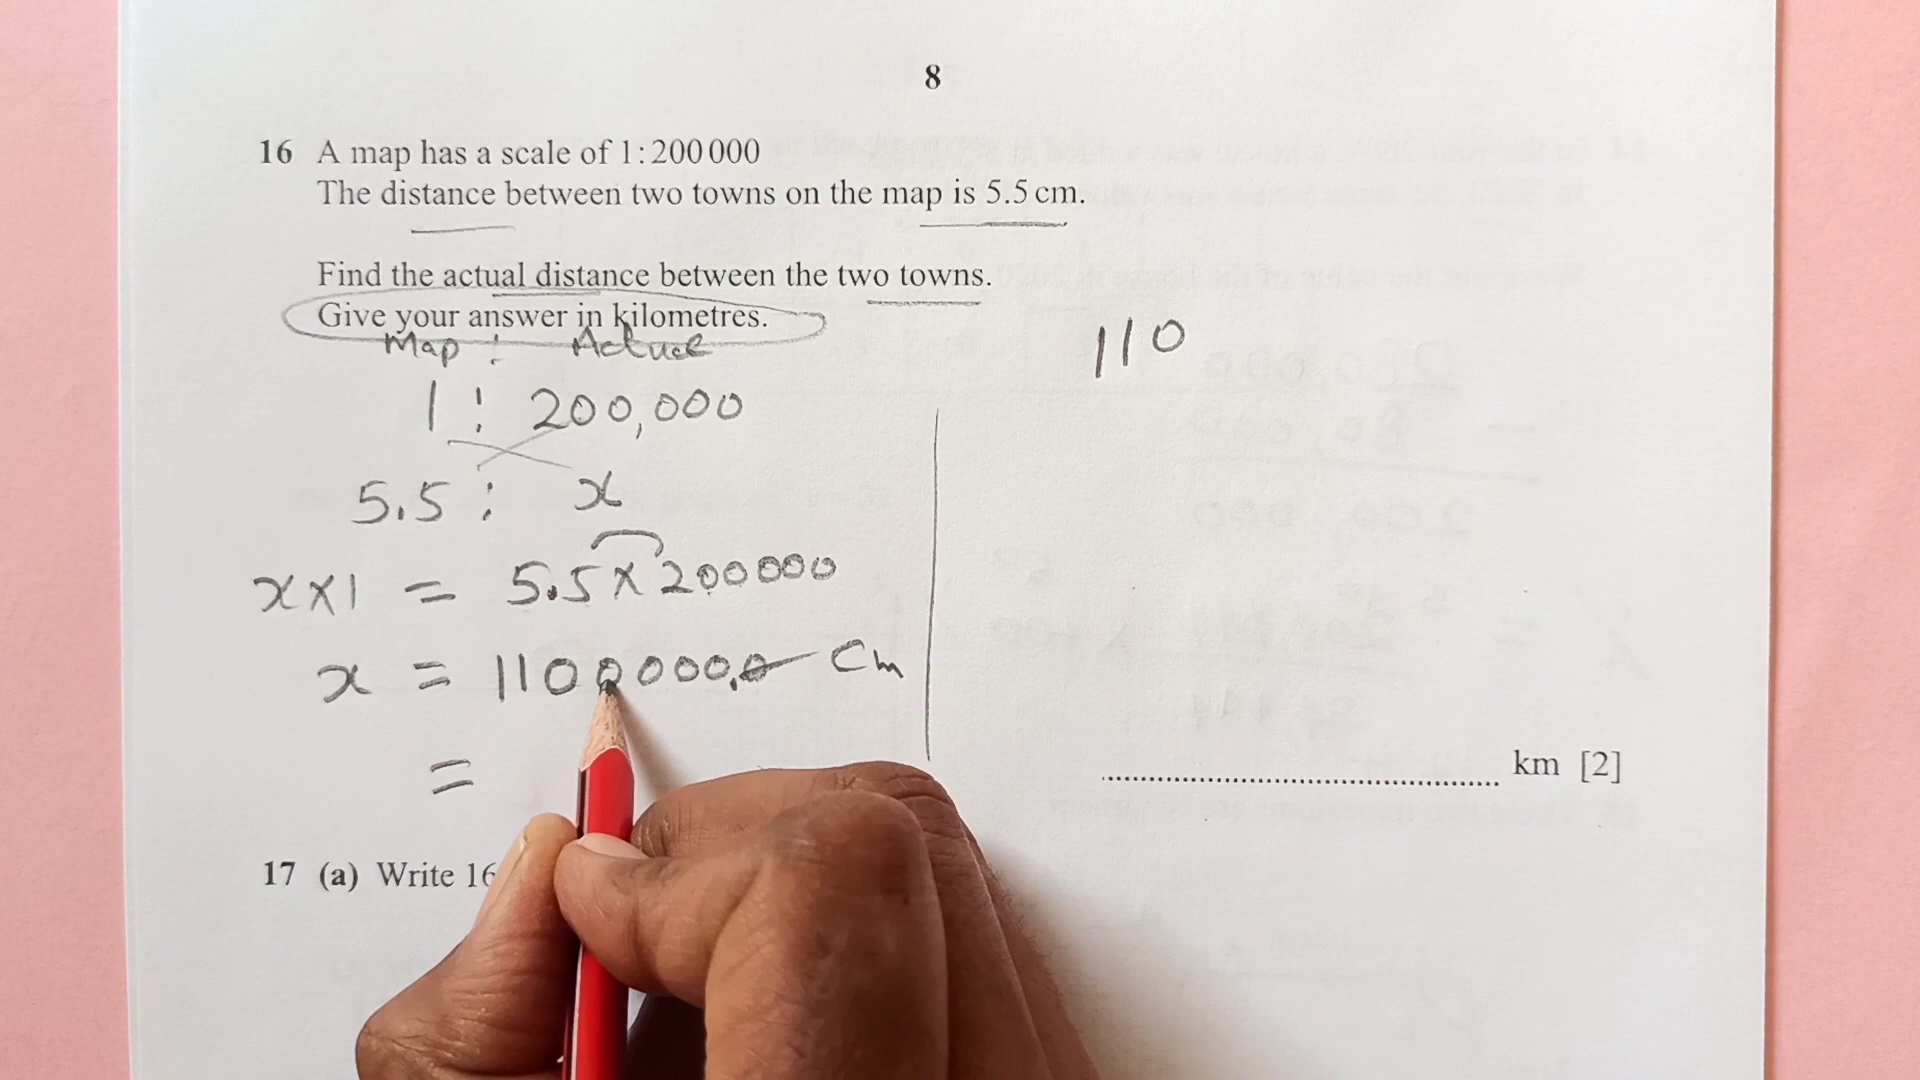 8
16 A map has a scale of 1 : 200 000
The distance between two towns on the map is 5.5 cm.
Find the actual distance between the two towns.
Give your answer in kilometres.
Map : Actual
110
1 : 200,000
5.5 : x
x×1 = 5.5×200000
x = 1100000,0 cm
=
km [2]
17 (a) Write 16